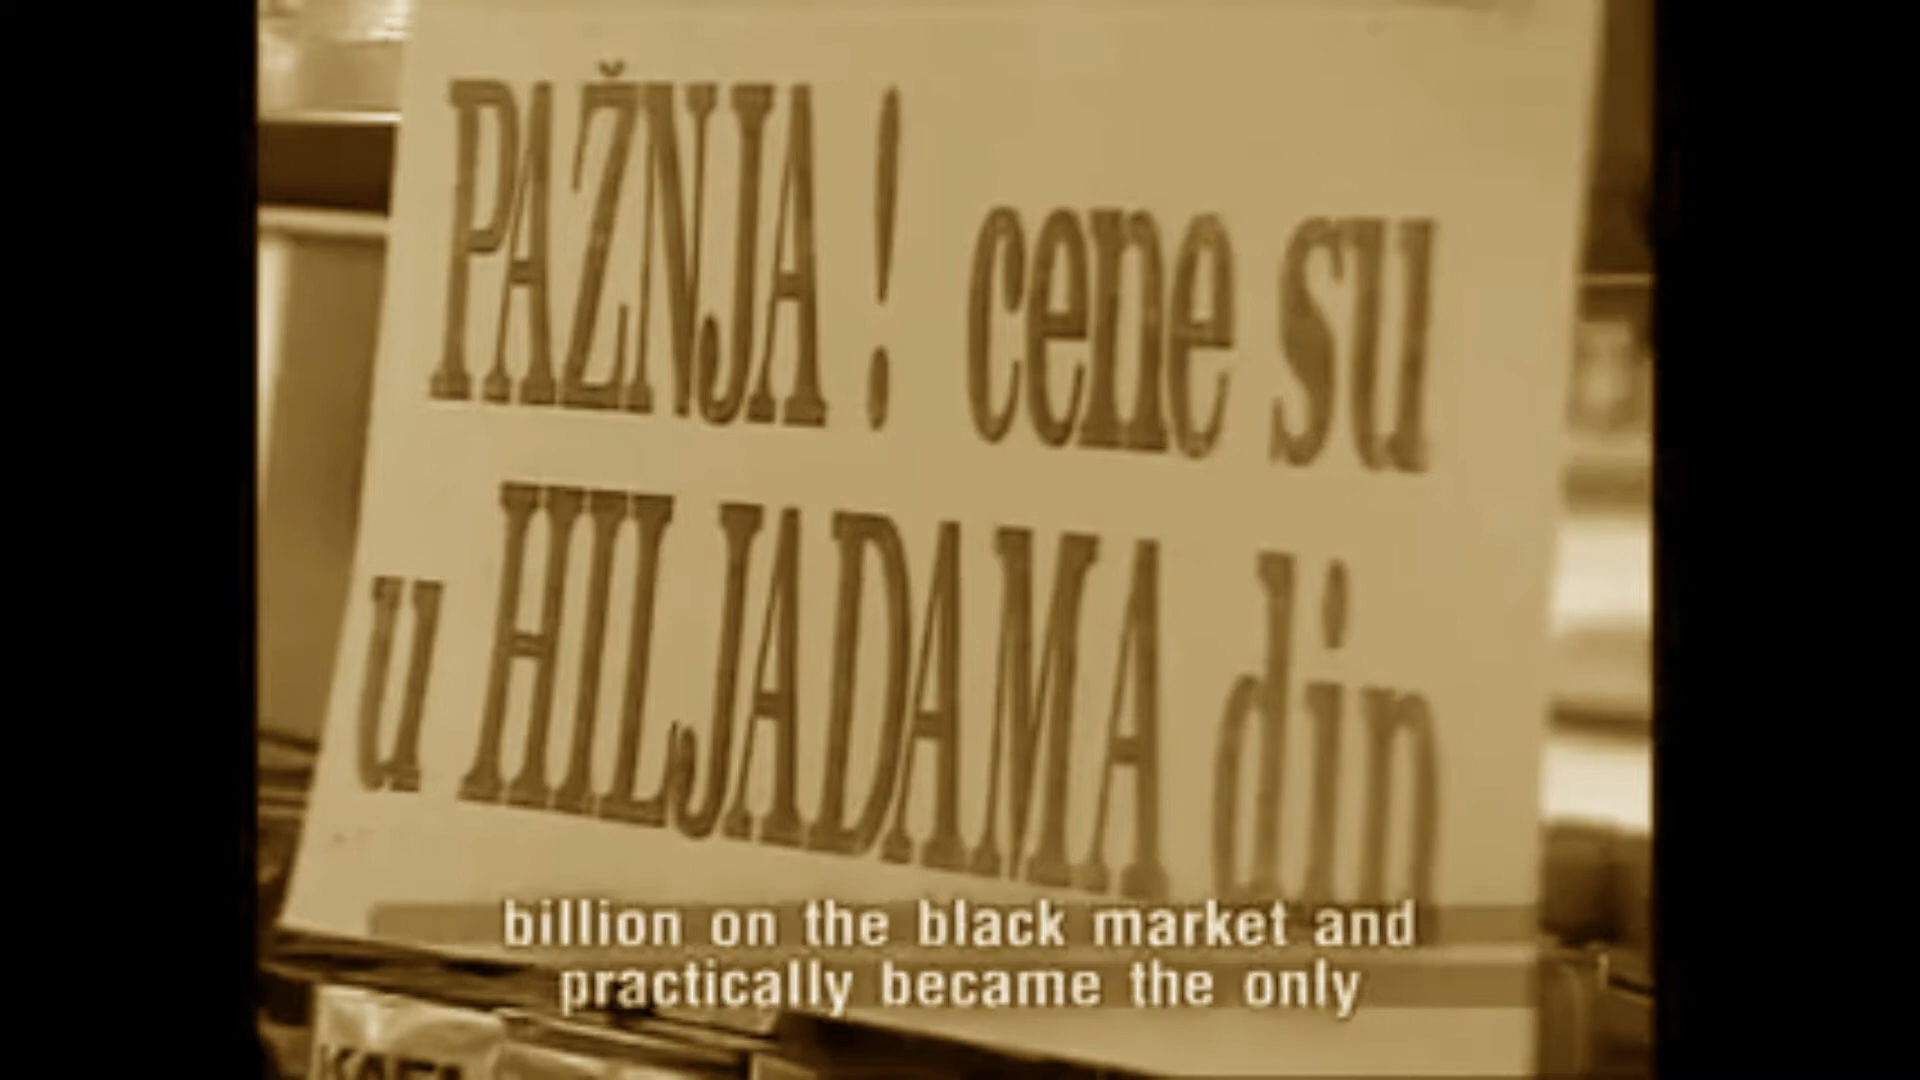 PAŽNJA! cene su
u HILJADAMA din
billion on the black market and
practically became the only